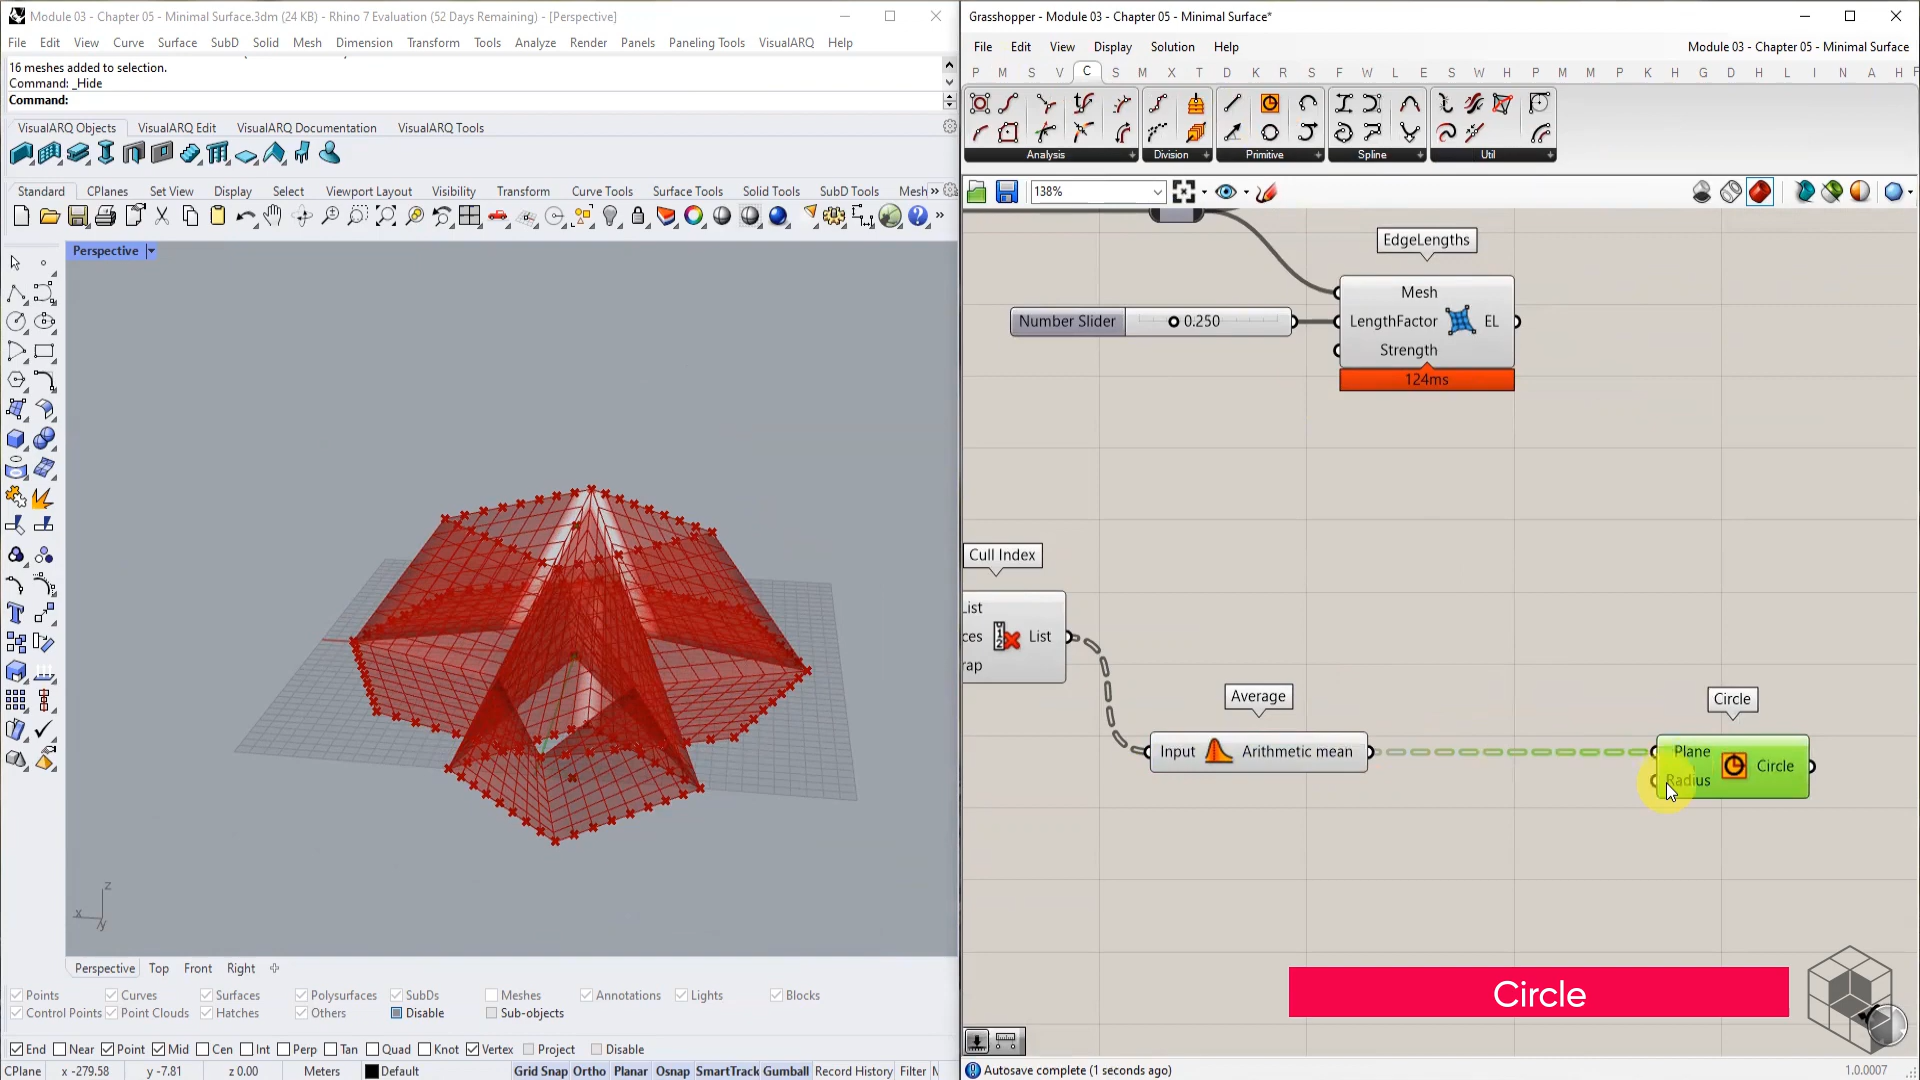 Module 03 - Chapter 05 - Minimal Surface.3dm (24 KB) - Rhino 7 Evaluation (52 Days Remaining) - [Perspective]
File Edit View Curve Surface SubD Solid Mesh Dimension Transform Tools Analyze Render Panels Paneling Tools VisualARQ Help
16 meshes added to selection.
Command: _Hide
Command:
VisualARQ Objects VisualARQ Edit VisualARQ Documentation VisualARQ Tools
Standard CPlanes Set View Display Select Viewport Layout Visibility Transform Curve Tools Surface Tools Solid Tools SubD Tools Mesh »
Perspective
z
x
y
Perspective Top Front Right
Points Curves Surfaces Polysurfaces SubDs Meshes Annotations Lights Blocks
Control Points Point Clouds Hatches Others Disable Sub-objects
End Near Point Mid Cen Int Perp Tan Quad Knot Vertex Project Disable
CPlane x -279.58 y -7.81 z 0.00 Meters Default Grid Snap Ortho Planar Osnap SmartTrack Gumball Record History Filter
Grasshopper - Module 03 - Chapter 05 - Minimal Surface*
File Edit View Display Solution Help
Module 03 - Chapter 05 - Minimal Surface
P M S V C S M X T D K R S F W L E S W H P M M P K H G D H L I N A H F
Analysis Division Primitive Spline Util
138%
EdgeLengths
Mesh
Number Slider 0.250
LengthFactor EL
Strength
124ms
Cull Index
List
ces List
rap
Average
Input Arithmetic mean
Circle
Plane
Circle
Radius
Circle
Autosave complete (1 seconds ago)
1.0.0007